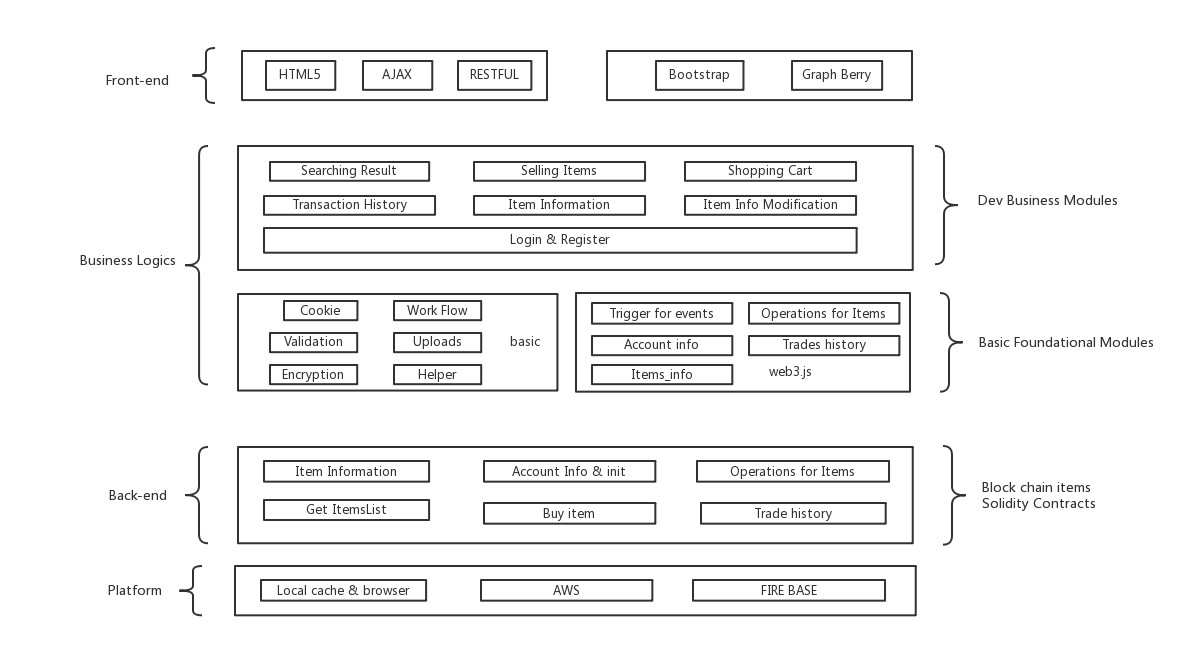 Front-end
HTML5 AJAX RESTFUL Bootstrap Graph Berry
Searching Result Selling Items Shopping Cart
Transaction History Item Information Item Info Modification
Dev Business Modules
Login & Register
Business Logics
Cookie Work Flow Trigger for events Operations for Items
Validation Uploads basic Account info Trades history
Basic Foundational Modules
Encryption Helper Items_info web3.js
Back-end
Item Information Account Info & init Operations for Items
Get ItemsList Buy item Trade history
Block chain items
Solidity Contracts
Platform
Local cache & browser AWS FIRE BASE